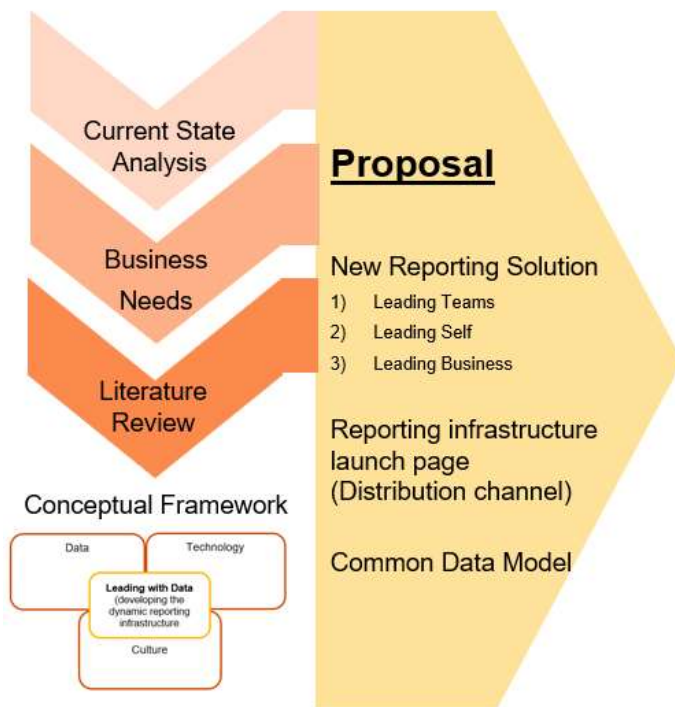 Current State
Analysis
Business
Needs
Literature
Review
Conceptual Framework
Data
Technology
Leading with Data
(developing the
dynamic reporting
infrastructure
Culture
Proposal
New Reporting Solution
1) Leading Teams
2) Leading Self
3) Leading Business
Reporting infrastructure
launch page
(Distribution channel)
Common Data Model